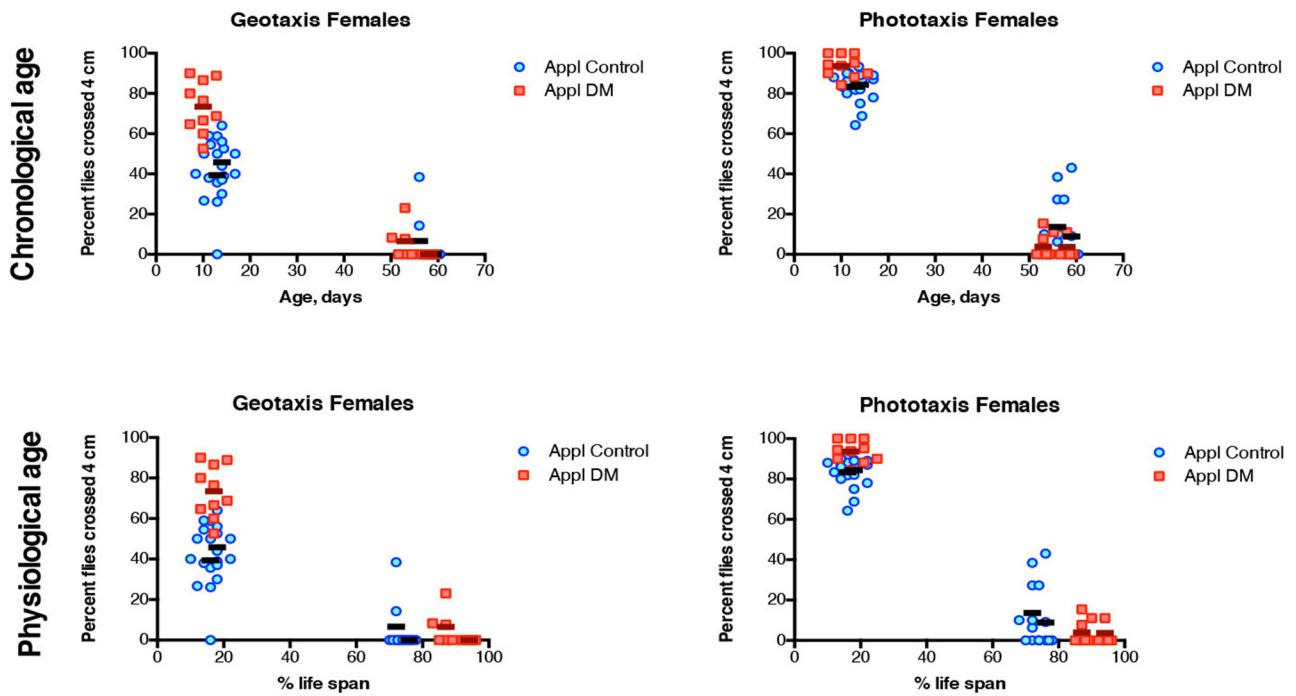 Chronological age
Geotaxis Females
Percent flies crossed 4 cm
100
80
60
40
20
0
0 10 20 30 40 50 60 70
Age, days
Appl Control
Appl DM
Phototaxis Females
Percent flies crossed 4 cm
100
80
60
40
20
0
0 10 20 30 40 50 60 70
Age, days
Appl Control
Appl DM
Physiological age
Geotaxis Females
Percent flies crossed 4 cm
100
80
60
40
20
0
0 20 40 60 80 100
% life span
Appl Control
Appl DM
Phototaxis Females
Percent flies crossed 4 cm
100
80
60
40
20
0
0 20 40 60 80 100
% life span
Appl Control
Appl DM